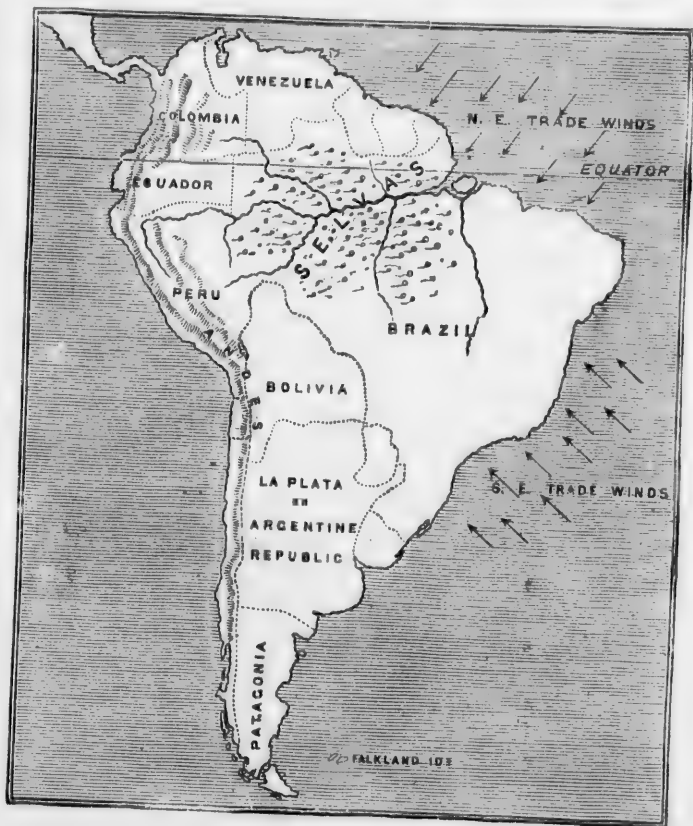 VENEZUELA
COLOMBIA
N. E. TRADE WINDS
EQUATOR
ECUADOR
SELVAS
PERU
BRAZIL
ANDES
BOLIVIA
S. E. TRADE WINDS
LA PLATA
OR
ARGENTINE
REPUBLIC
PATAGONIA
FALKLAND IDS